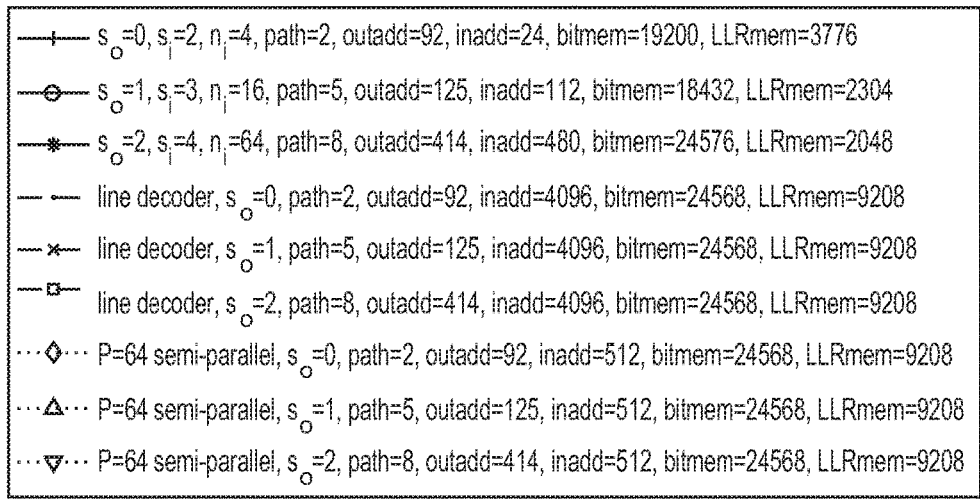 s_o=0, s_i=2, n_i=4, path=2, outadd=92, inadd=24, bitmem=19200, LLRmem=3776
s_o=1, s_i=3, n_i=16, path=5, outadd=125, inadd=112, bitmem=18432, LLRmem=2304
s_o=2, s_i=4, n_i=64, path=8, outadd=414, inadd=480, bitmem=24576, LLRmem=2048
line decoder, s_o=0, path=2, outadd=92, inadd=4096, bitmem=24568, LLRmem=9208
line decoder, s_o=1, path=5, outadd=125, inadd=4096, bitmem=24568, LLRmem=9208
line decoder, s_o=2, path=8, outadd=414, inadd=4096, bitmem=24568, LLRmem=9208
P=64 semi-parallel, s_o=0, path=2, outadd=92, inadd=512, bitmem=24568, LLRmem=9208
P=64 semi-parallel, s_o=1, path=5, outadd=125, inadd=512, bitmem=24568, LLRmem=9208
P=64 semi-parallel, s_o=2, path=8, outadd=414, inadd=512, bitmem=24568, LLRmem=9208